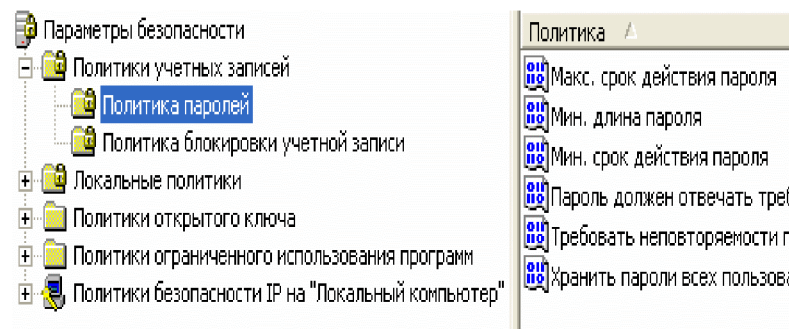 Параметры безопасности
Политики учетных записей
Политика паролей
Политика блокировки учетной записи
Локальные политики
Политики открытого ключа
Политики ограниченного использования программ
Политики безопасности IP на "Локальный компьютер"
Политика
Макс. срок действия пароля
Мин. длина пароля
Мин. срок действия пароля
Пароль должен отвечать
Требовать неповторяемости
Хранить пароли всех